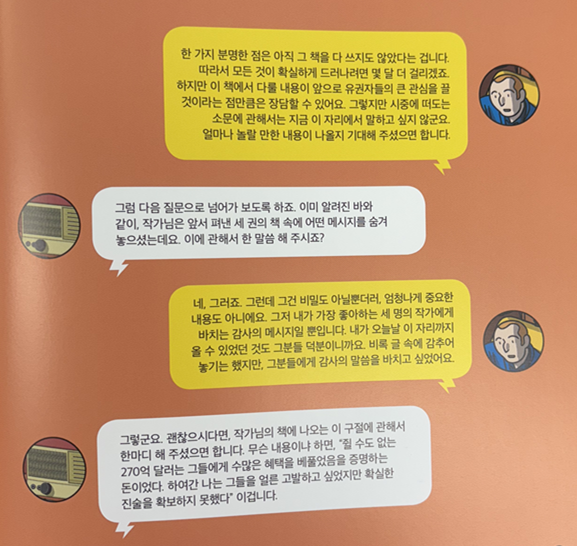 한 가지 분명한 점은 아직 그 책을 다 쓰지도 않았다는 겁니다.
따라서 모든 것이 확실하게 드러나려면 몇 달 더 걸리겠죠.
하지만 이 책에서 다룰 내용이 앞으로 유권자들의 큰 관심을 끌
것이라는 점만큼은 장담할 수 있어요. 그렇지만 시중에 떠도는
소문에 관해서는 지금 이 자리에서 말하고 싶지 않군요.
얼마나 놀랄 만한 내용이 나올지 기대해 주셨으면 합니다.
그럼 다음 질문으로 넘어가 보도록 하죠. 이미 알려진 바와
같이, 작가님은 앞서 펴낸 세 권의 책 속에 어떤 메시지를 숨겨
놓으셨는데요. 이에 관해서 한 말씀 해 주시죠?
네, 그러죠. 그런데 그건 비밀도 아닐뿐더러, 엄청나게 중요한
내용도 아니에요. 그저 내가 가장 좋아하는 세 명의 작가에게
바치는 감사의 메시지일 뿐입니다. 내가 오늘날 이 자리까지
올 수 있었던 것도 그분들 덕분이니까요. 비록 글 속에 감추어
놓기는 했지만, 그분들에게 감사의 말씀을 바치고 싶었어요.
그렇군요. 괜찮으시다면, 작가님의 책에 나오는 이 구절에 관해서
한마디 해 주셨으면 합니다. 무슨 내용이냐 하면, “쥘 수도 없는
270억 달러는 그들에게 수많은 혜택을 베풀었음을 증명하는
돈이었다. 하여간 나는 그들을 얼른 고발하고 싶었지만 확실한
진술을 확보하지 못했다” 이겁니다.